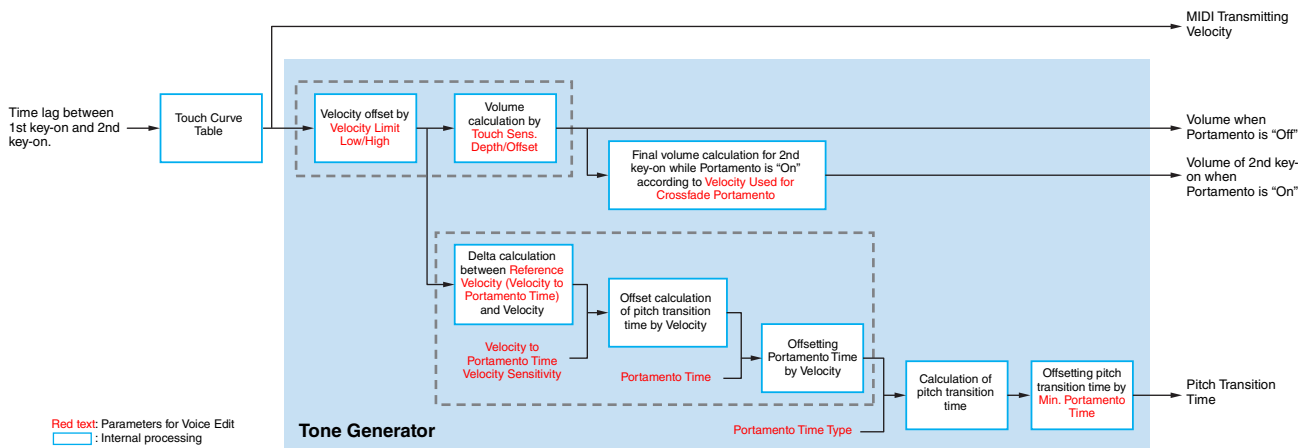 MIDI Transmitting
Velocity
Time lag between
1st key-on and 2nd
key-on.
Touch Curve
Table
Velocity offset by
Velocity Limit
Low/High
Volume
calculation by
Touch Sens.
Depth/Offset
Volume when
Portamento is “Off”
Final volume calculation for 2nd
key-on while Portamento is “On”
according to Velocity Used for
Crossfade Portamento
Volume of 2nd key-
on when
Portamento is “On”
Delta calculation
between Reference
Velocity (Velocity to
Portamento Time)
and Velocity
Offset calculation
of pitch transition
time by Velocity
Velocity to
Portamento Time
Velocity Sensitivity
Offsetting
Portamento Time
by Velocity
Portamento Time
Calculation of
pitch transition
time
Offsetting pitch
transition time by
Min. Portamento
Time
Pitch Transition
Time
Portamento Time Type
Tone Generator
Red text: Parameters for Voice Edit
: Internal processing